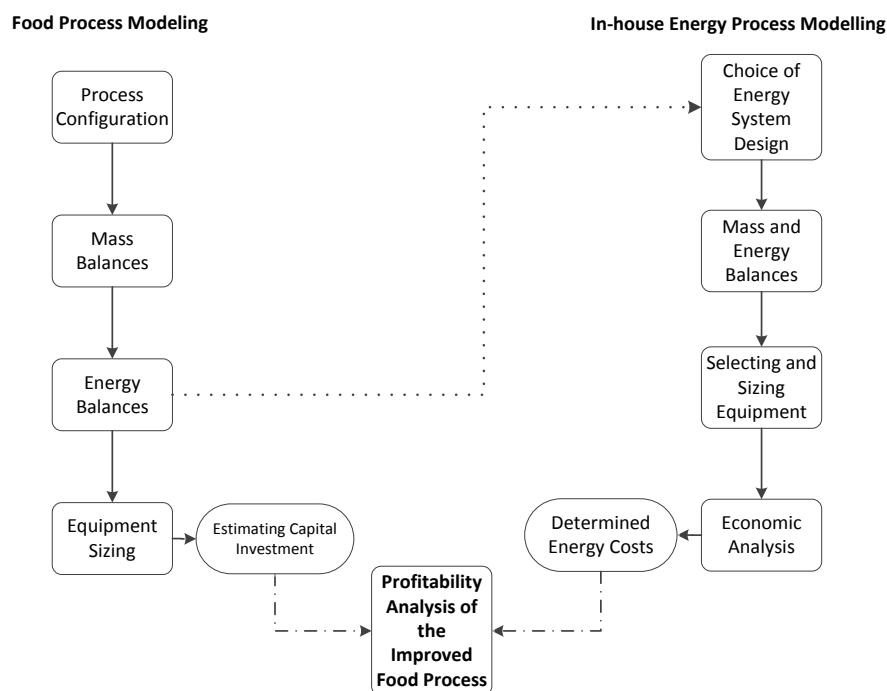 Food Process Modeling
In-house Energy Process Modelling
Process
Configuration
Mass
Balances
Energy
Balances
Equipment
Sizing
Estimating Capital
Investment
Choice of
Energy
System
Design
Mass and
Energy
Balances
Selecting and
Sizing
Equipment
Economic
Analysis
Determined
Energy Costs
Profitability
Analysis of
the
Improved
Food Process